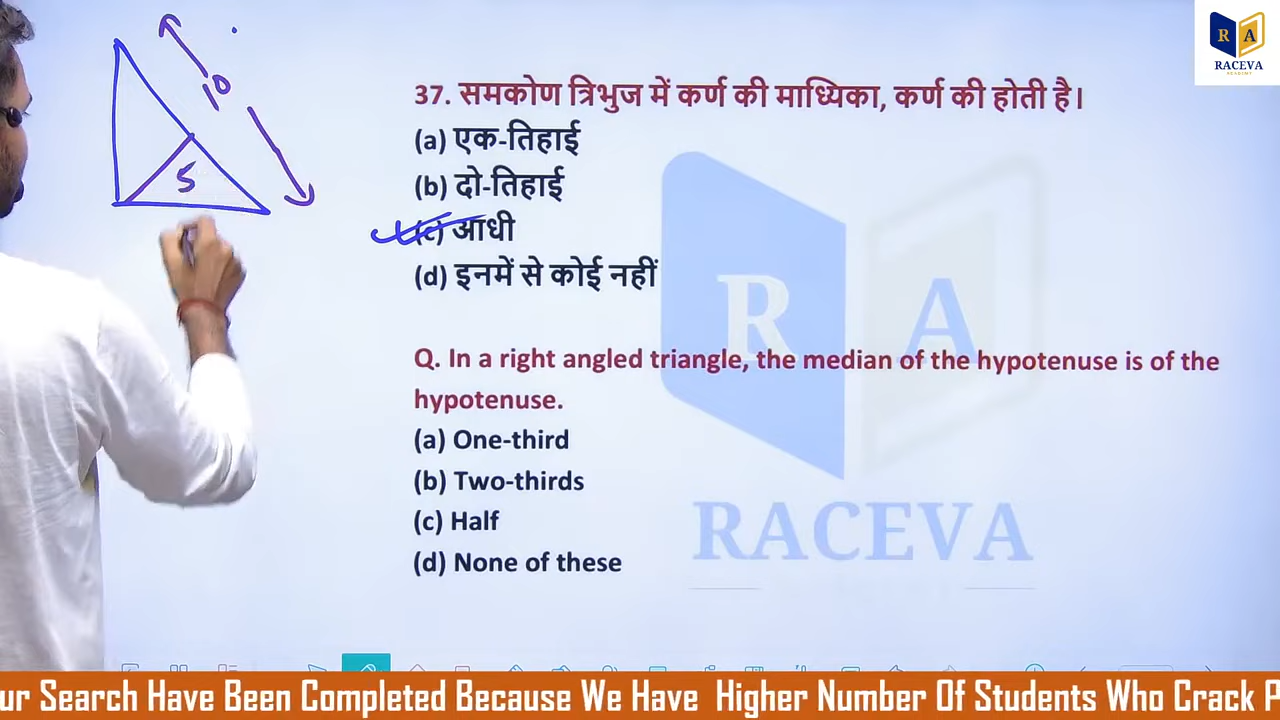 10
5
R A
RACEVA
ACADEMY
37. समकोण त्रिभुज में कर्ण की माध्यिका, कर्ण की होती है।
(a) एक-तिहाई
(b) दो-तिहाई
(c) आधी
(d) इनमें से कोई नहीं
R A
Q. In a right angled triangle, the median of the hypotenuse is of the
hypotenuse.
(a) One-third
(b) Two-thirds
(c) Half
(d) None of these
RACEVA
ur Search Have Been Completed Because We Have Higher Number Of Students Who Crack P